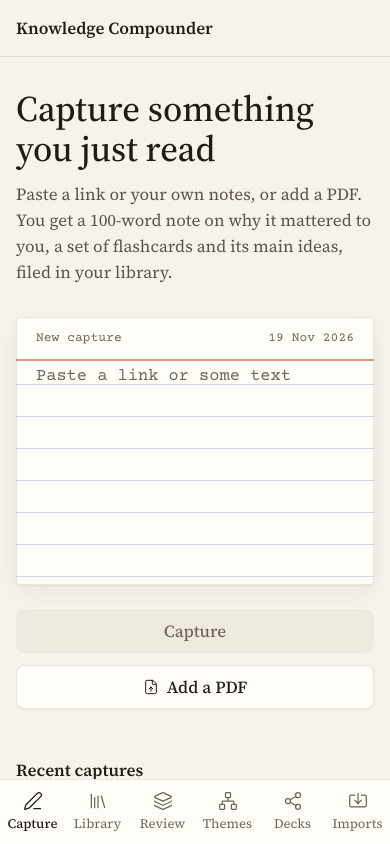 Knowledge Compounder
Capture something
you just read
Paste a link or your own notes, or add a PDF.
You get a 100-word note on why it mattered to
you, a set of flashcards and its main ideas,
filed in your library.
New capture 19 Nov 2026
Paste a link or some text
Capture
Add a PDF
Recent captures
Capture Library Review Themes Decks Imports